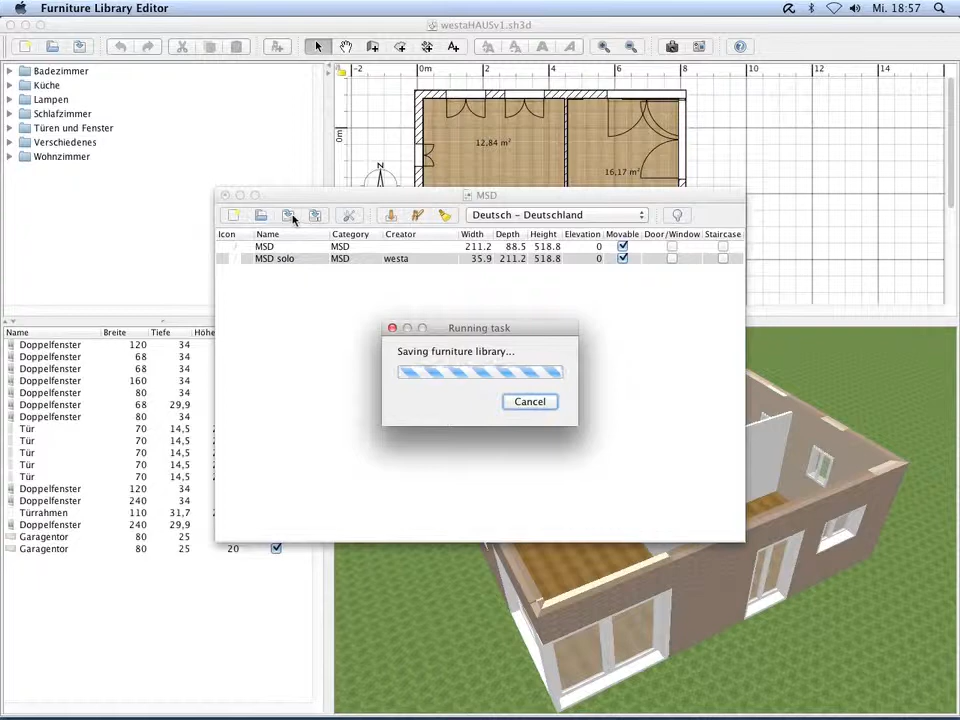 Furniture Library Editor
Mi. 18:57
westaHAUSv1.sh3d
Badezimmer
Küche
Lampen
Schlafzimmer
Türen und Fenster
Verschiedenes
Wohnzimmer
-2 0m 2 4 6 8 10 12 14
0m
12,84 m²
16,17 m²
N
MSD
Deutsch - Deutschland
Icon Name Category Creator Width Depth Height Elevation Movable Door/Window Staircase
MSD MSD 211.2 88.5 518.8 0
MSD solo MSD westa 35.9 211.2 518.8 0
Running task
Saving furniture library...
Cancel
Name Breite Tiefe Höhe
Doppelfenster 120 34
Doppelfenster 68 34
Doppelfenster 68 34
Doppelfenster 160 34
Doppelfenster 80 34
Doppelfenster 68 29,9
Doppelfenster 80 34
Tür 70 14,5
Tür 70 14,5
Tür 70 14,5
Tür 70 14,5
Tür 70 14,5
Doppelfenster 120 34
Doppelfenster 240 34
Türrahmen 110 31,7
Doppelfenster 240 29,9
Garagentor 80 25
Garagentor 80 25 20